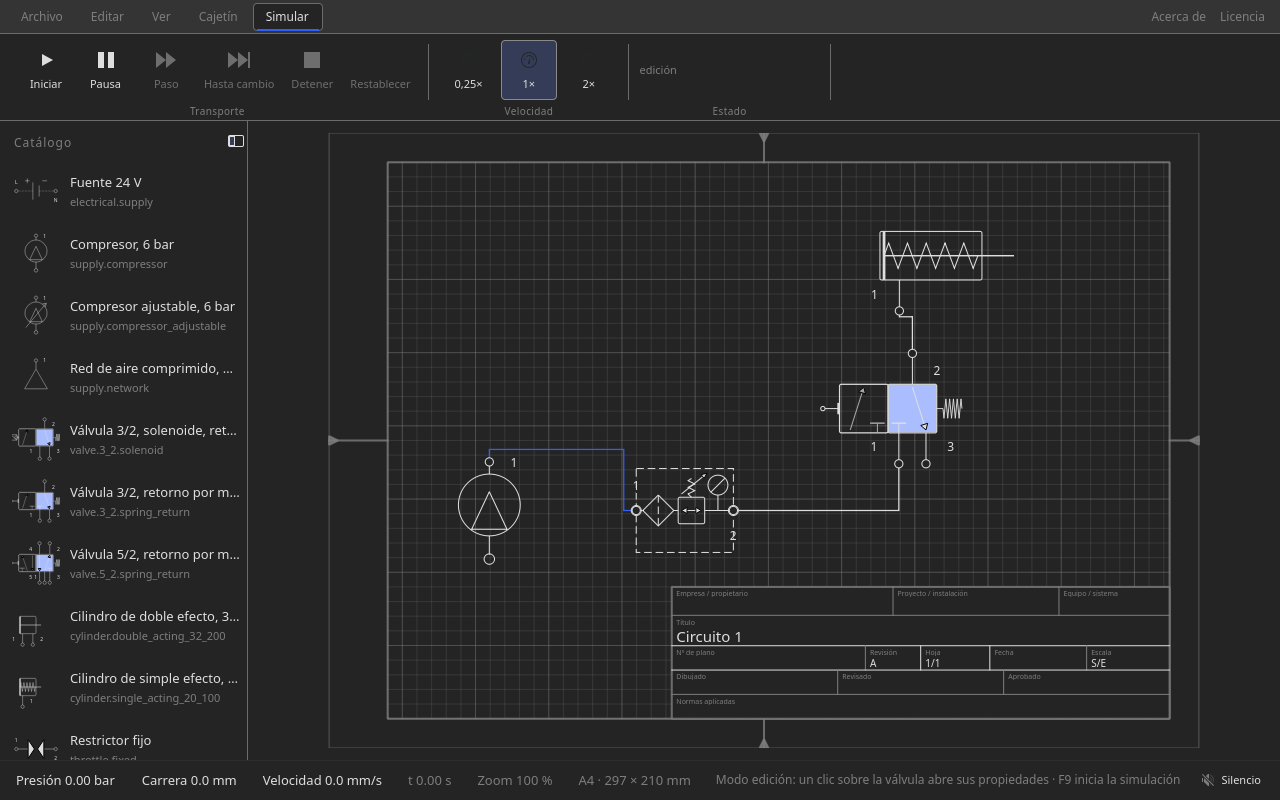 Archivo Editar Ver Cajetín Simular Acerca de Licencia
Iniciar Pausa Paso Hasta cambio Detener Restablecer 0,25× 1× 2× edición
Transporte Velocidad Estado
Catálogo
Fuente 24 V
electrical.supply
Compresor, 6 bar
supply.compressor
Compresor ajustable, 6 bar
supply.compressor_adjustable
Red de aire comprimido, ...
supply.network
Válvula 3/2, solenoide, ret...
valve.3_2.solenoid
Válvula 3/2, retorno por m...
valve.3_2.spring_return
Válvula 5/2, retorno por m...
valve.5_2.spring_return
Cilindro de doble efecto, 3...
cylinder.double_acting_32_200
Cilindro de simple efecto, ...
cylinder.single_acting_20_100
Restrictor fijo
throttle.fixed
1
2
1 3
1
1
2
Empresa / propietario Proyecto / instalación Equipo / sistema
Título
Circuito 1
Nº de plano Revisión Hoja Fecha Escala
A 1/1 S/E
Dibujado Revisado Aprobado
Normas aplicadas
Presión 0.00 bar Carrera 0.0 mm Velocidad 0.0 mm/s t 0.00 s Zoom 100 % A4 · 297 × 210 mm Modo edición: un clic sobre la válvula abre sus propiedades · F9 inicia la simulación Silencio